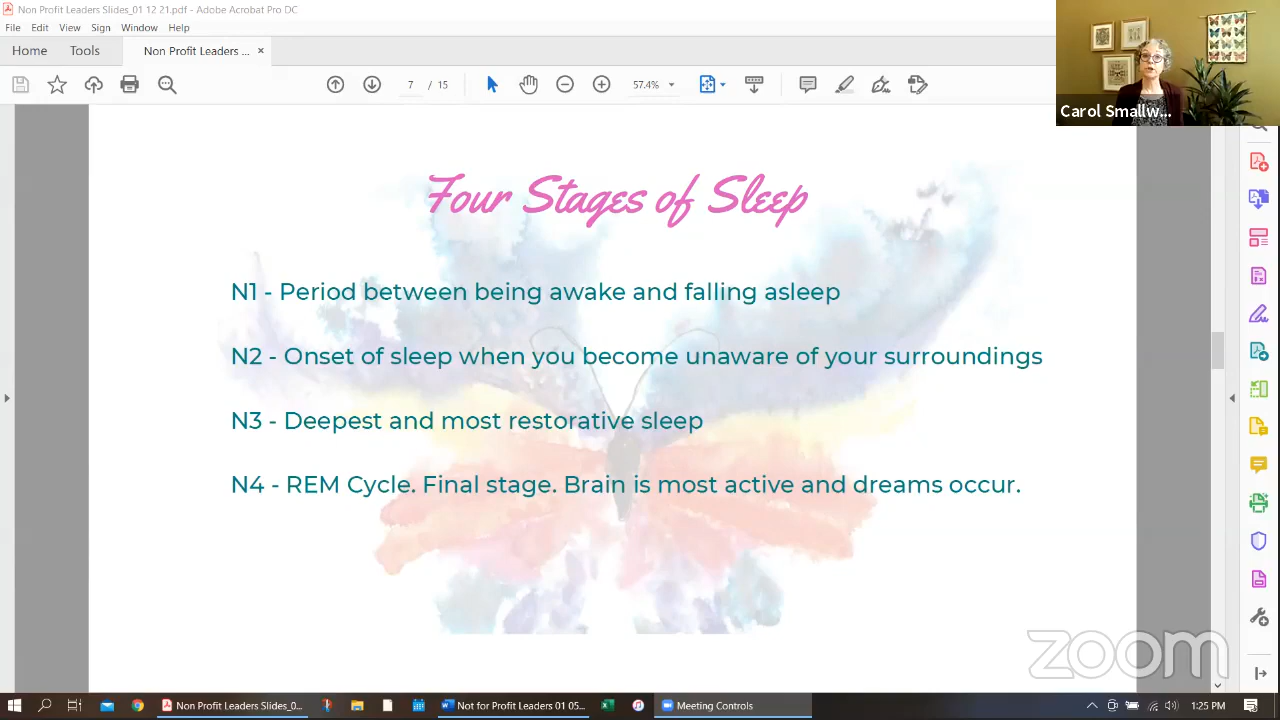 Non Profit Leaders Slides_01 12 21.pdf - Adobe Acrobat Pro DC
File Edit View Sign Window Help
Home Tools Non Profit Leaders ... ×
7 / 15 57.4%
Carol Smallw...
Four Stages of Sleep
N1 - Period between being awake and falling asleep
N2 - Onset of sleep when you become unaware of your surroundings
N3 - Deepest and most restorative sleep
N4 - REM Cycle. Final stage. Brain is most active and dreams occur.
zoom
Non Profit Leaders Slides_0... Not for Profit Leaders 01 05... Meeting Controls 1:25 PM